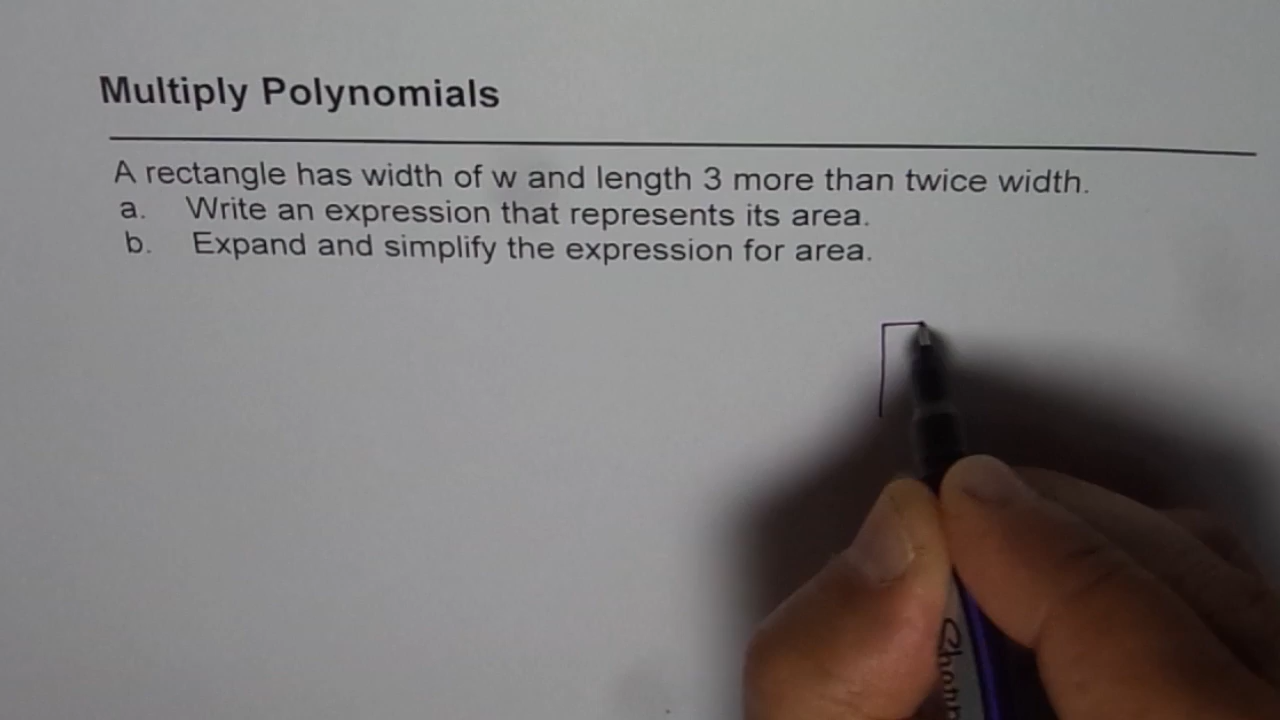 Multiply Polynomials
A rectangle has width of w and length 3 more than twice width.
a. Write an expression that represents its area.
b. Expand and simplify the expression for area.